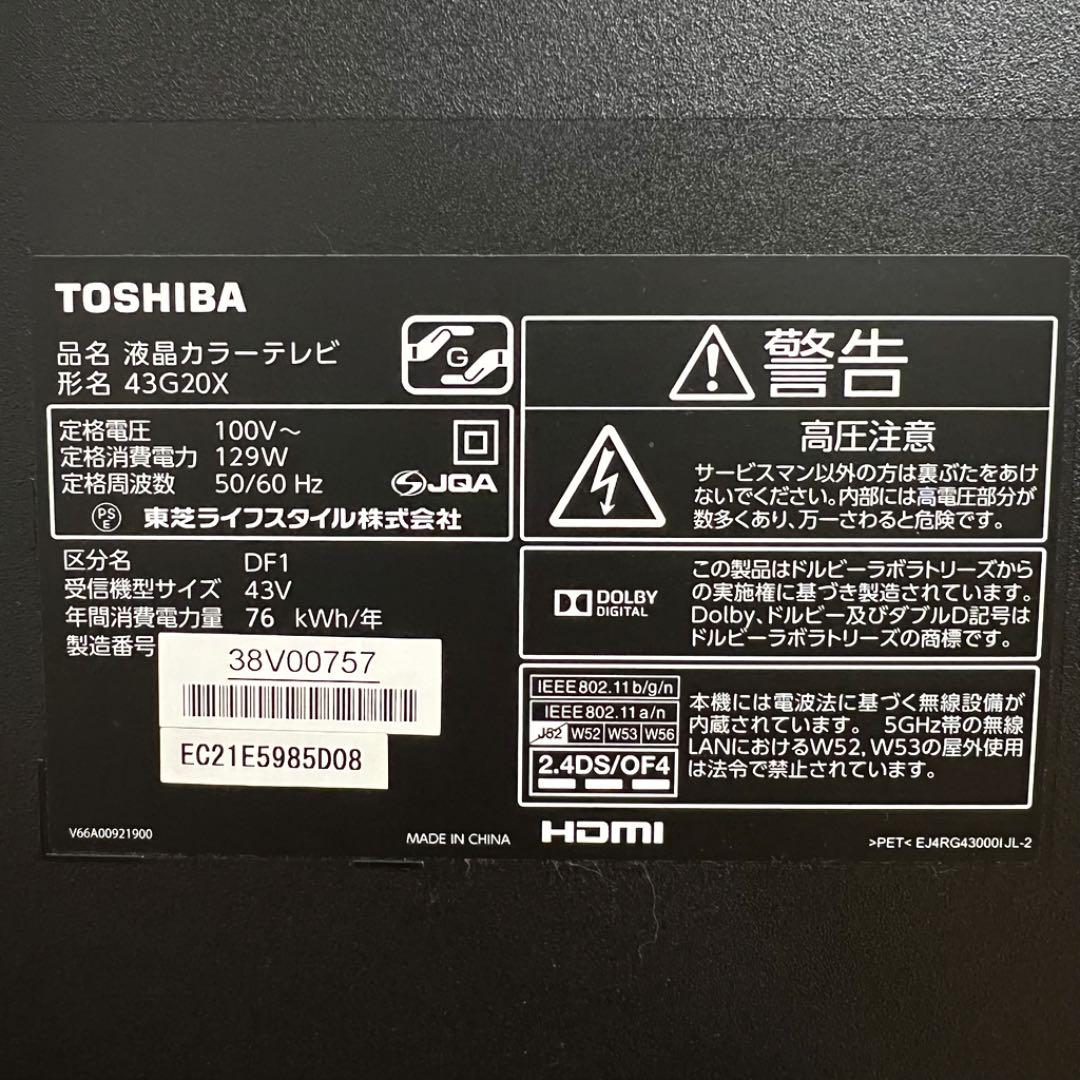 TOSHIBA
品名 液晶カラーテレビ
形名 43G20X
G
定格電圧 100V～
定格消費電力 129W
定格周波数 50/60 Hz
JQA
PSE 東芝ライフスタイル株式会社
区分名 DF1
受信機型サイズ 43V
年間消費電力量 76 kWh/年
製造番号
38V00757
EC21E5985D08
V66A00921900
MADE IN CHINA
警告
高圧注意
サービスマン以外の方は裏ぶたをあけ
ないでください。内部には高電圧部分が
数多くあり、万一さわると危険です。
DOLBY
DIGITAL
この製品はドルビーラボラトリーズから
の実施権に基づき製造されています。
Dolby、ドルビー及びダブルD記号は
ドルビーラボラトリーズの商標です。
IEEE802.11b/g/n
IEEE802.11a/n
J52 W52 W53 W56
2.4DS/OF4
本機には電波法に基づく無線設備が
内蔵されています。 5GHz帯の無線
LANにおけるW52、W53の屋外使用
は法令で禁止されています。
HDMI
>PET< EJ4RG43000IJL-2